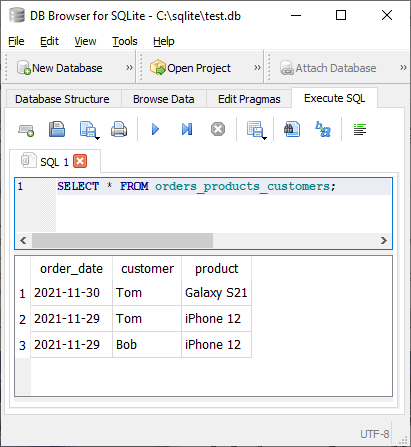 DB Browser for SQLite - C:\sqlite\test.db
File Edit View Tools Help
New Database » Open Project » Attach Database »
Database Structure Browse Data Edit Pragmas Execute SQL
SQL 1
1 SELECT * FROM orders_products_customers;
order_date customer product
1 2021-11-30 Tom Galaxy S21
2 2021-11-29 Tom iPhone 12
3 2021-11-29 Bob iPhone 12
UTF-8